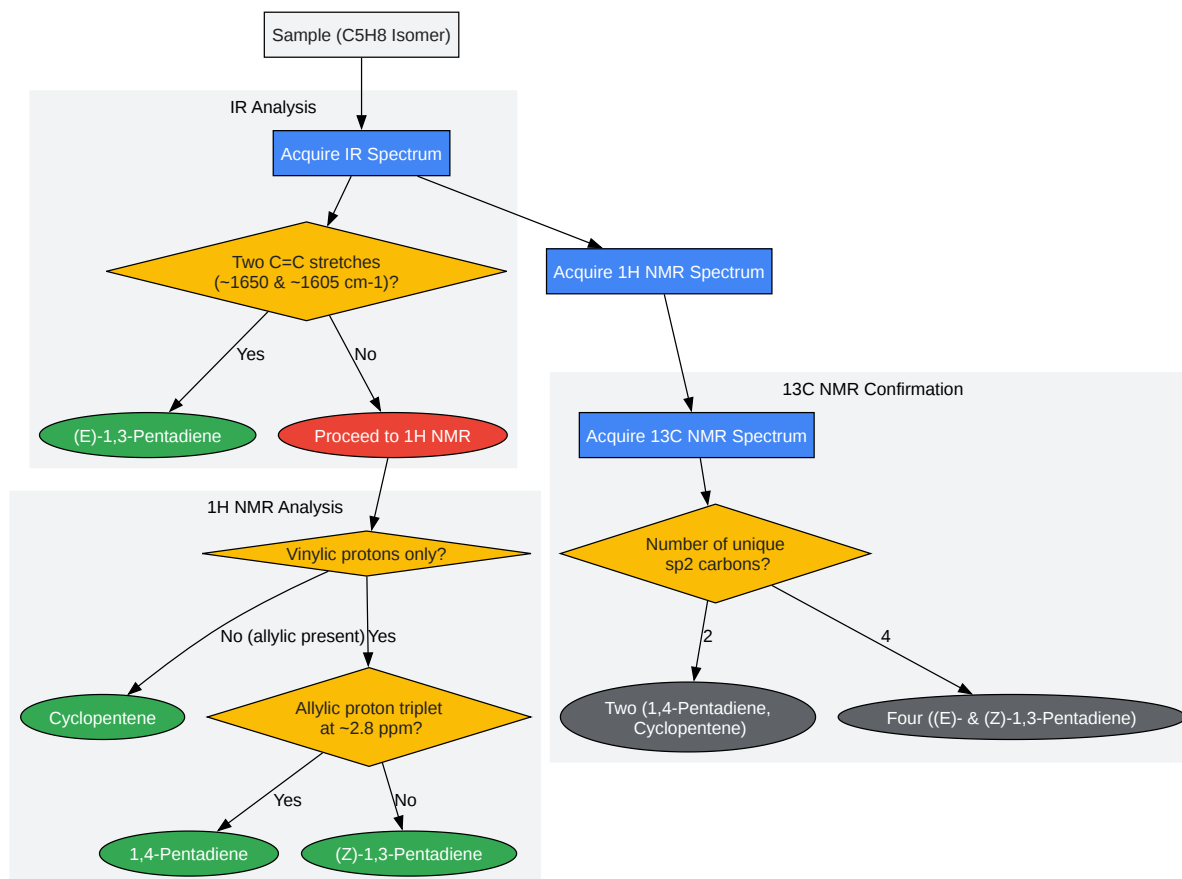 Sample (C5H8 Isomer)
IR Analysis
Acquire IR Spectrum
Two C=C stretches
(~1650 & ~1605 cm-1)?
Acquire 1H NMR Spectrum
Yes
No
(E)-1,3-Pentadiene
Proceed to 1H NMR
13C NMR Confirmation
Acquire 13C NMR Spectrum
1H NMR Analysis
Vinylic protons only?
Number of unique
sp2 carbons?
No (allylic present)
Yes
2
4
Cyclopentene
Allylic proton triplet
at ~2.8 ppm?
Two (1,4-Pentadiene,
Cyclopentene)
Four ((E)- & (Z)-1,3-Pentadiene)
Yes
No
1,4-Pentadiene
(Z)-1,3-Pentadiene